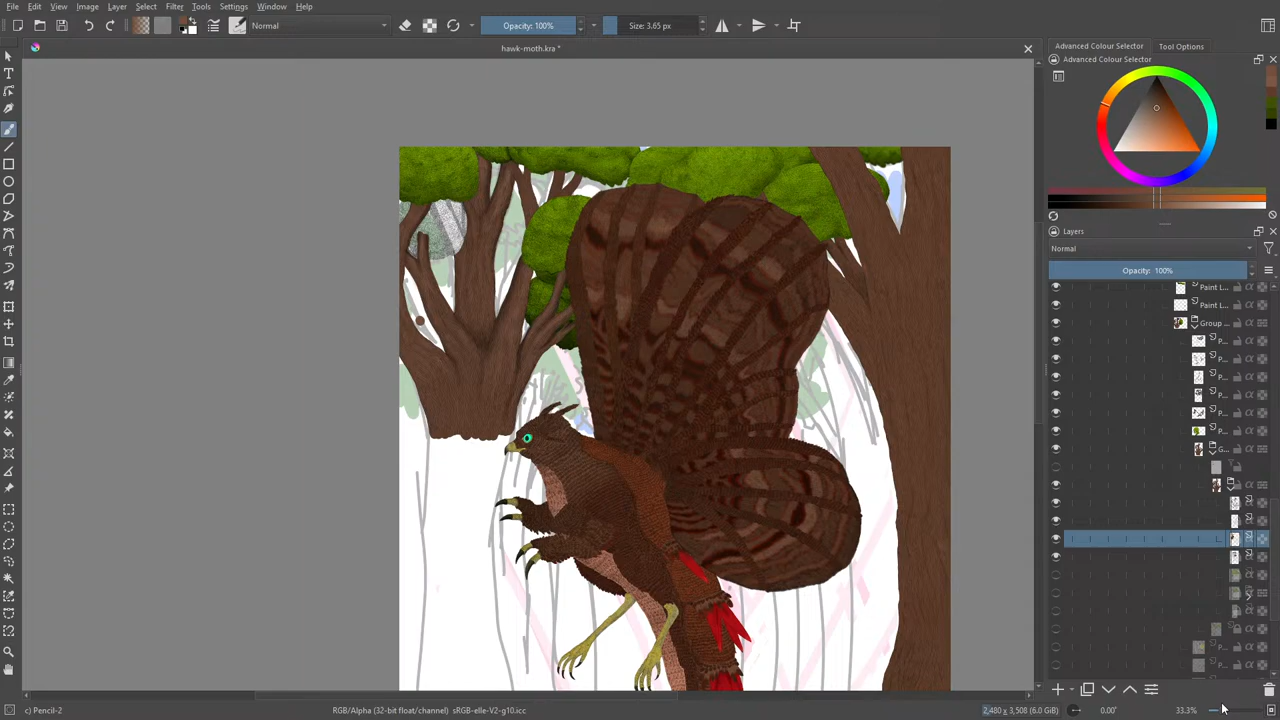 File Edit View Image Layer Select Filter Tools Settings Window Help
Normal Opacity: 100% Size: 3.65 px
hawk-moth.kra *
Advanced Colour Selector Tool Options
Advanced Colour Selector
Layers
Normal
Opacity: 100%
Paint L...
Paint L...
Group ...
P...
P...
P...
P...
P...
P...
G...
P...
P...
c) Pencil-2 RGB/Alpha (32-bit float/channel) sRGB-elle-V2-g10.icc 2,480 x 3,508 (6.0 GiB) 0.00° 33.3%